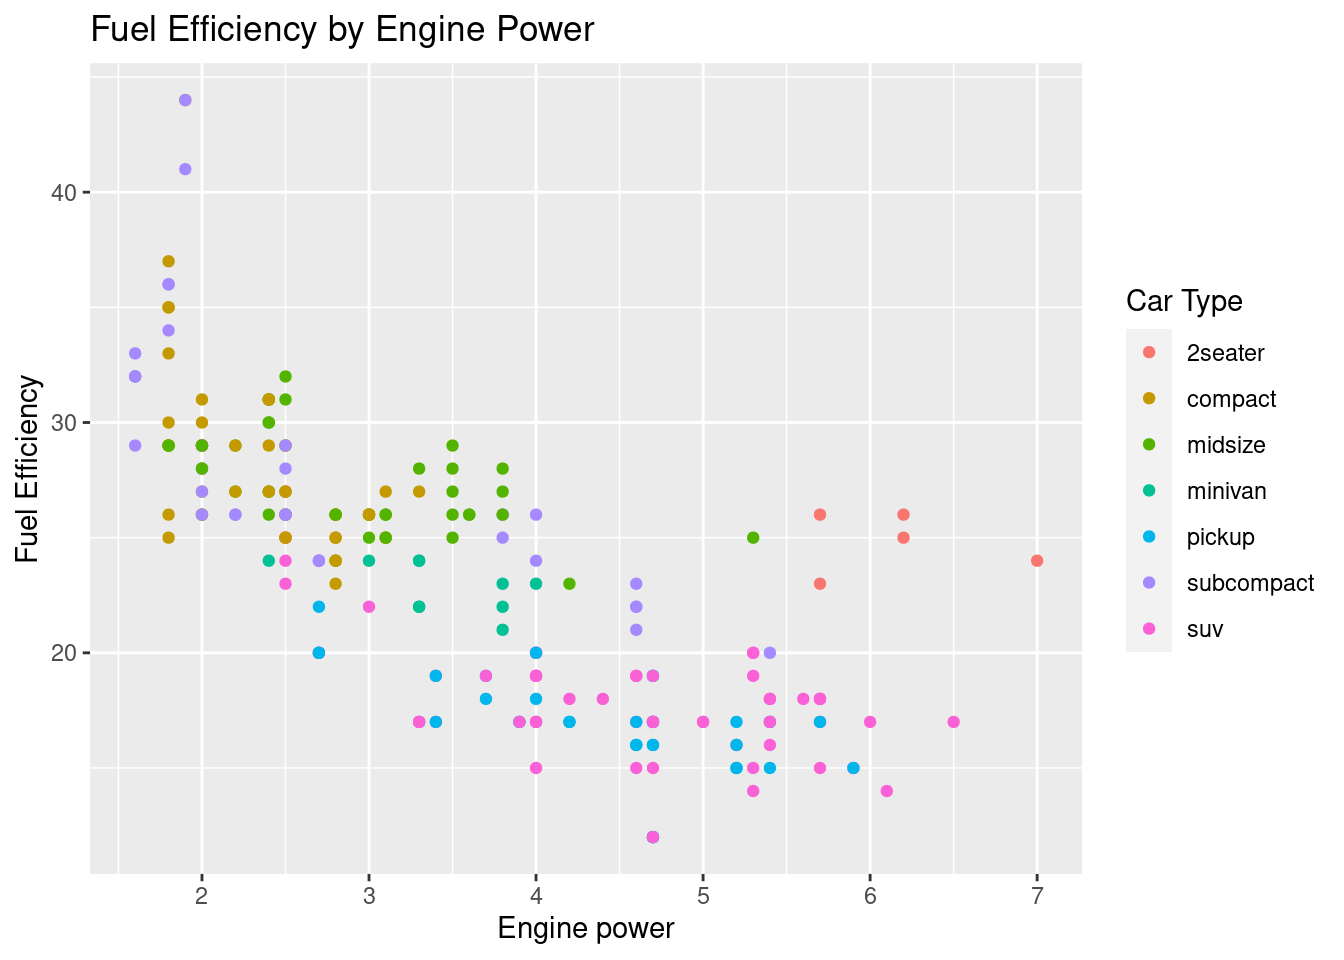 Fuel Efficiency by Engine Power
40
30
20
Fuel Efficiency
2 3 4 5 6 7
Engine power
Car Type
2seater
compact
midsize
minivan
pickup
subcompact
suv